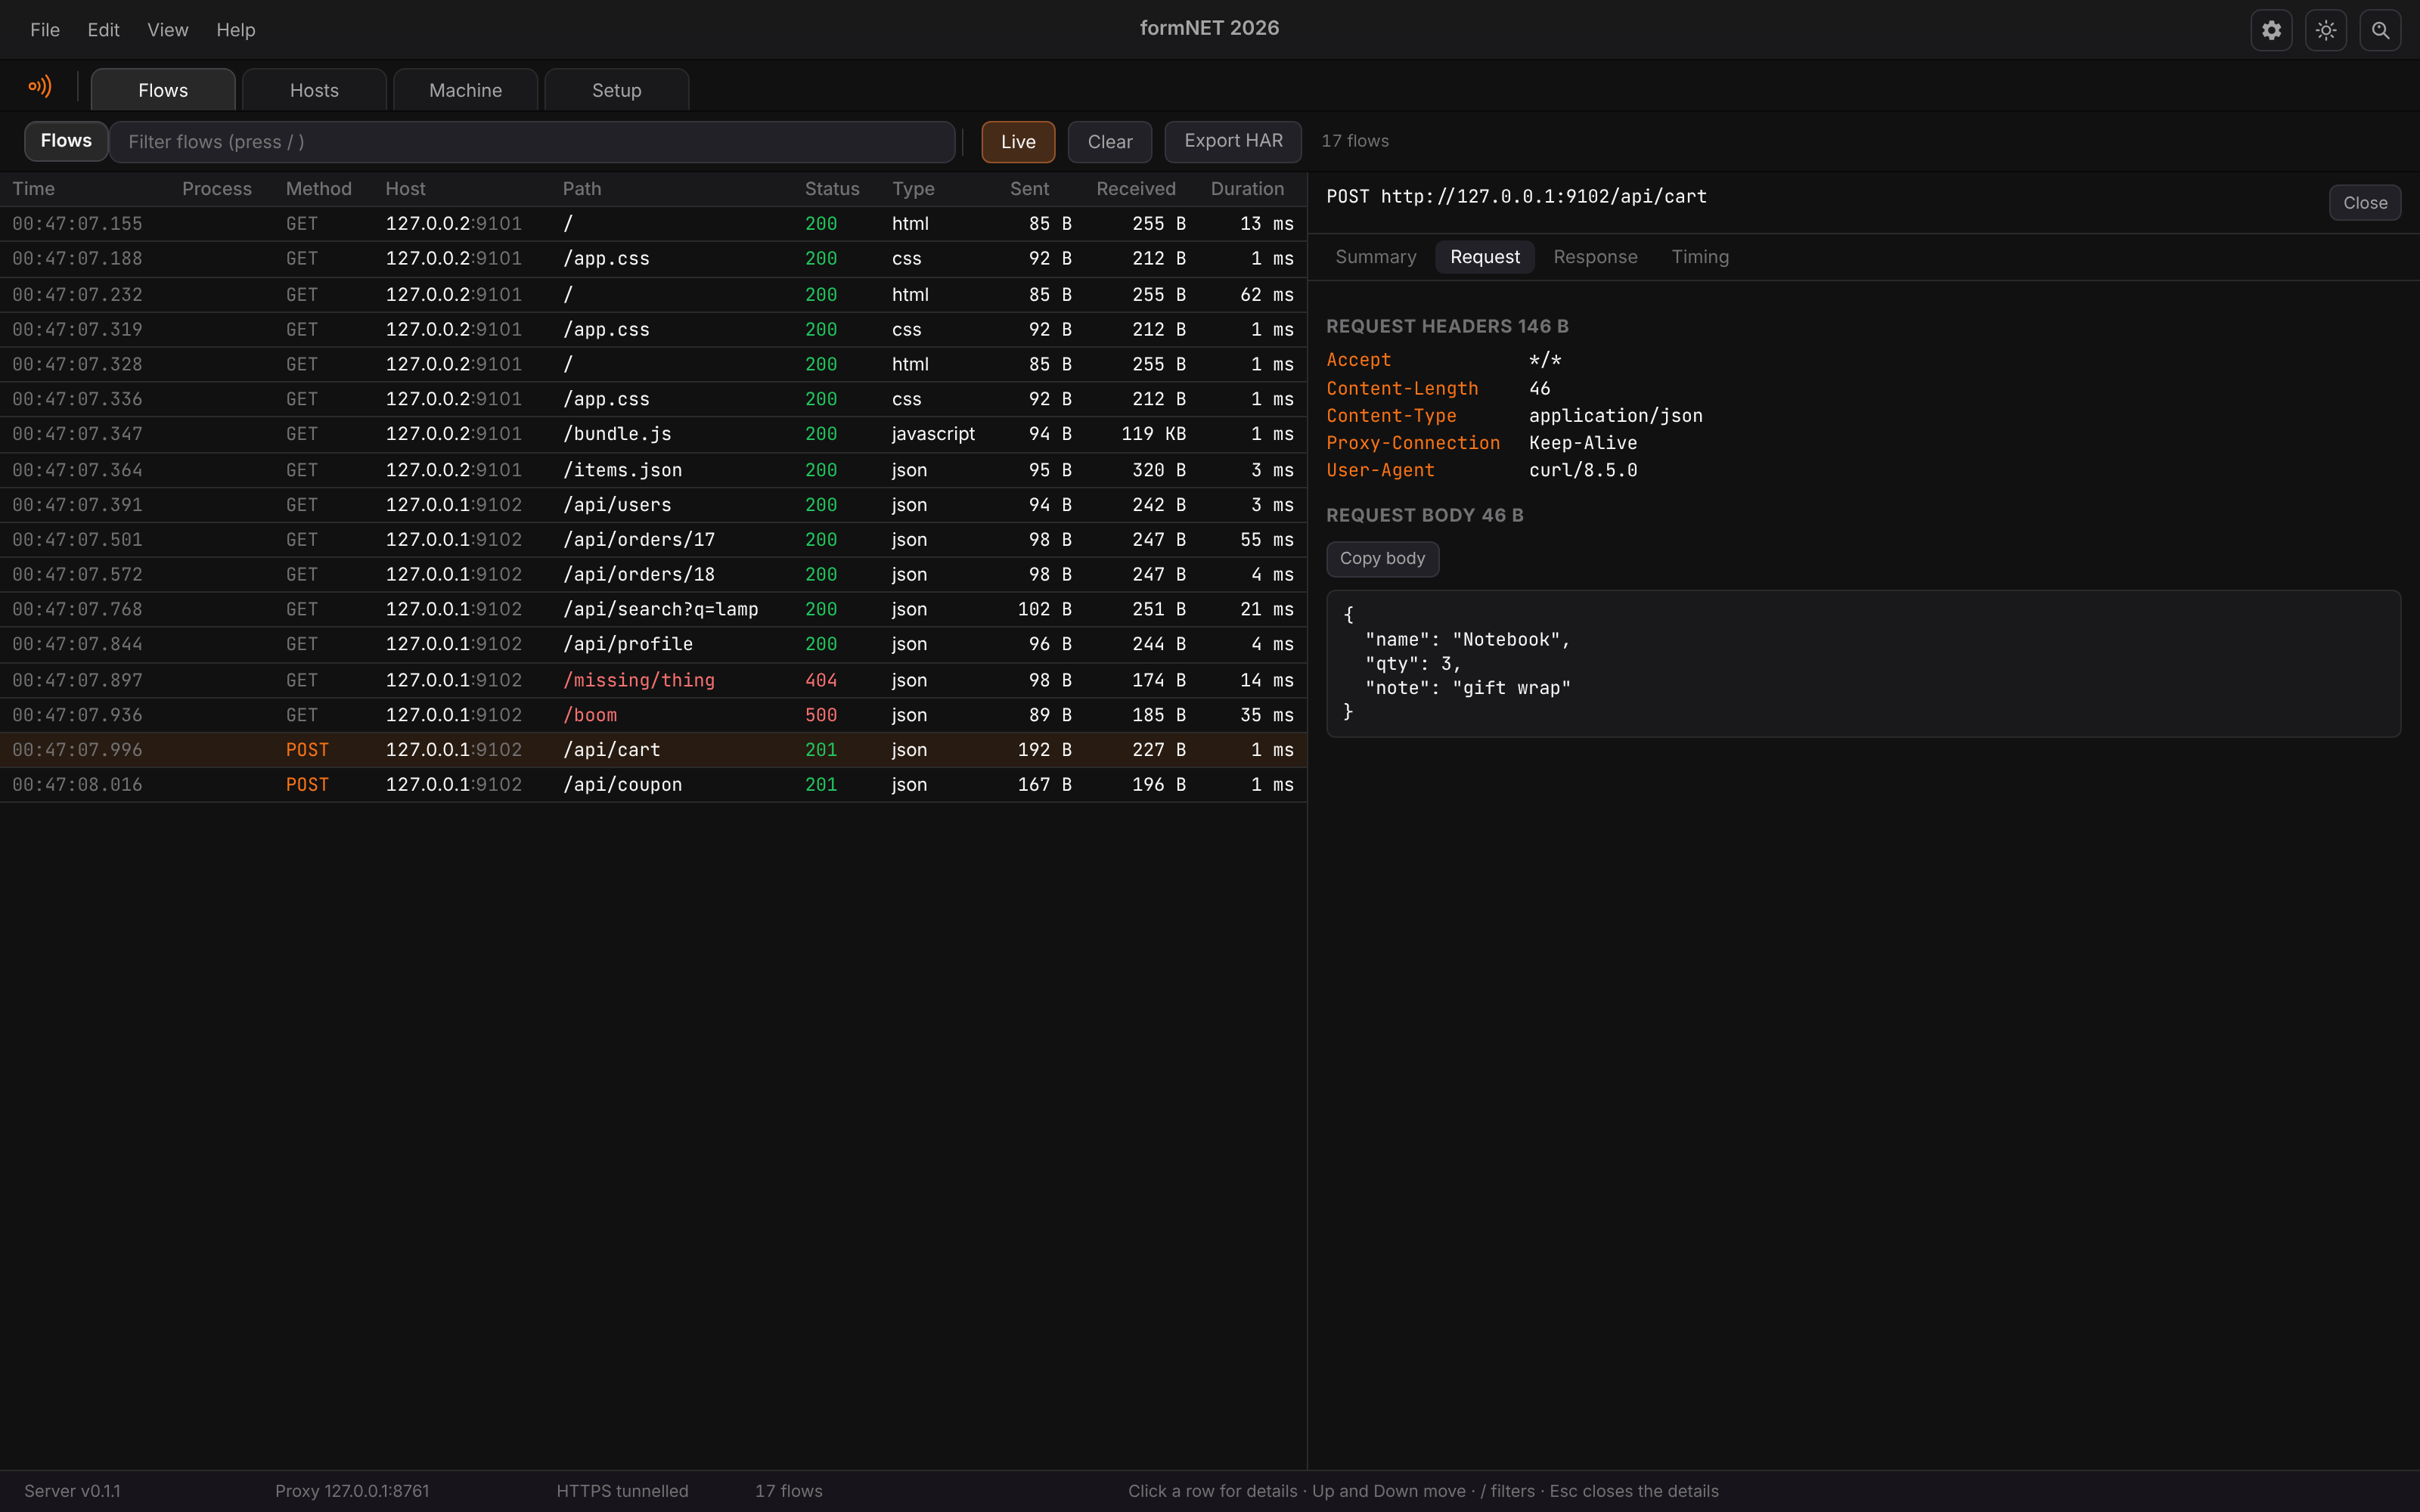 File Edit View Help formNET 2026
Flows Hosts Machine Setup
Flows Filter flows (press / ) Live Clear Export HAR 17 flows
Time Process Method Host Path Status Type Sent Received Duration
00:47:07.155 GET 127.0.0.2:9101 / 200 html 85 B 255 B 13 ms
00:47:07.188 GET 127.0.0.2:9101 /app.css 200 css 92 B 212 B 1 ms
00:47:07.232 GET 127.0.0.2:9101 / 200 html 85 B 255 B 62 ms
00:47:07.319 GET 127.0.0.2:9101 /app.css 200 css 92 B 212 B 1 ms
00:47:07.328 GET 127.0.0.2:9101 / 200 html 85 B 255 B 1 ms
00:47:07.336 GET 127.0.0.2:9101 /app.css 200 css 92 B 212 B 1 ms
00:47:07.347 GET 127.0.0.2:9101 /bundle.js 200 javascript 94 B 119 KB 1 ms
00:47:07.364 GET 127.0.0.2:9101 /items.json 200 json 95 B 320 B 3 ms
00:47:07.391 GET 127.0.0.1:9102 /api/users 200 json 94 B 242 B 3 ms
00:47:07.501 GET 127.0.0.1:9102 /api/orders/17 200 json 98 B 247 B 55 ms
00:47:07.572 GET 127.0.0.1:9102 /api/orders/18 200 json 98 B 247 B 4 ms
00:47:07.768 GET 127.0.0.1:9102 /api/search?q=lamp 200 json 102 B 251 B 21 ms
00:47:07.844 GET 127.0.0.1:9102 /api/profile 200 json 96 B 244 B 4 ms
00:47:07.897 GET 127.0.0.1:9102 /missing/thing 404 json 98 B 174 B 14 ms
00:47:07.936 GET 127.0.0.1:9102 /boom 500 json 89 B 185 B 35 ms
00:47:07.996 POST 127.0.0.1:9102 /api/cart 201 json 192 B 227 B 1 ms
00:47:08.016 POST 127.0.0.1:9102 /api/coupon 201 json 167 B 196 B 1 ms
POST http://127.0.0.1:9102/api/cart Close
Summary Request Response Timing
REQUEST HEADERS 146 B
Accept */*
Content-Length 46
Content-Type application/json
Proxy-Connection Keep-Alive
User-Agent curl/8.5.0
REQUEST BODY 46 B
Copy body
{
"name": "Notebook",
"qty": 3,
"note": "gift wrap"
}
Server v0.1.1 Proxy 127.0.0.1:8761 HTTPS tunnelled 17 flows Click a row for details · Up and Down move · / filters · Esc closes the details